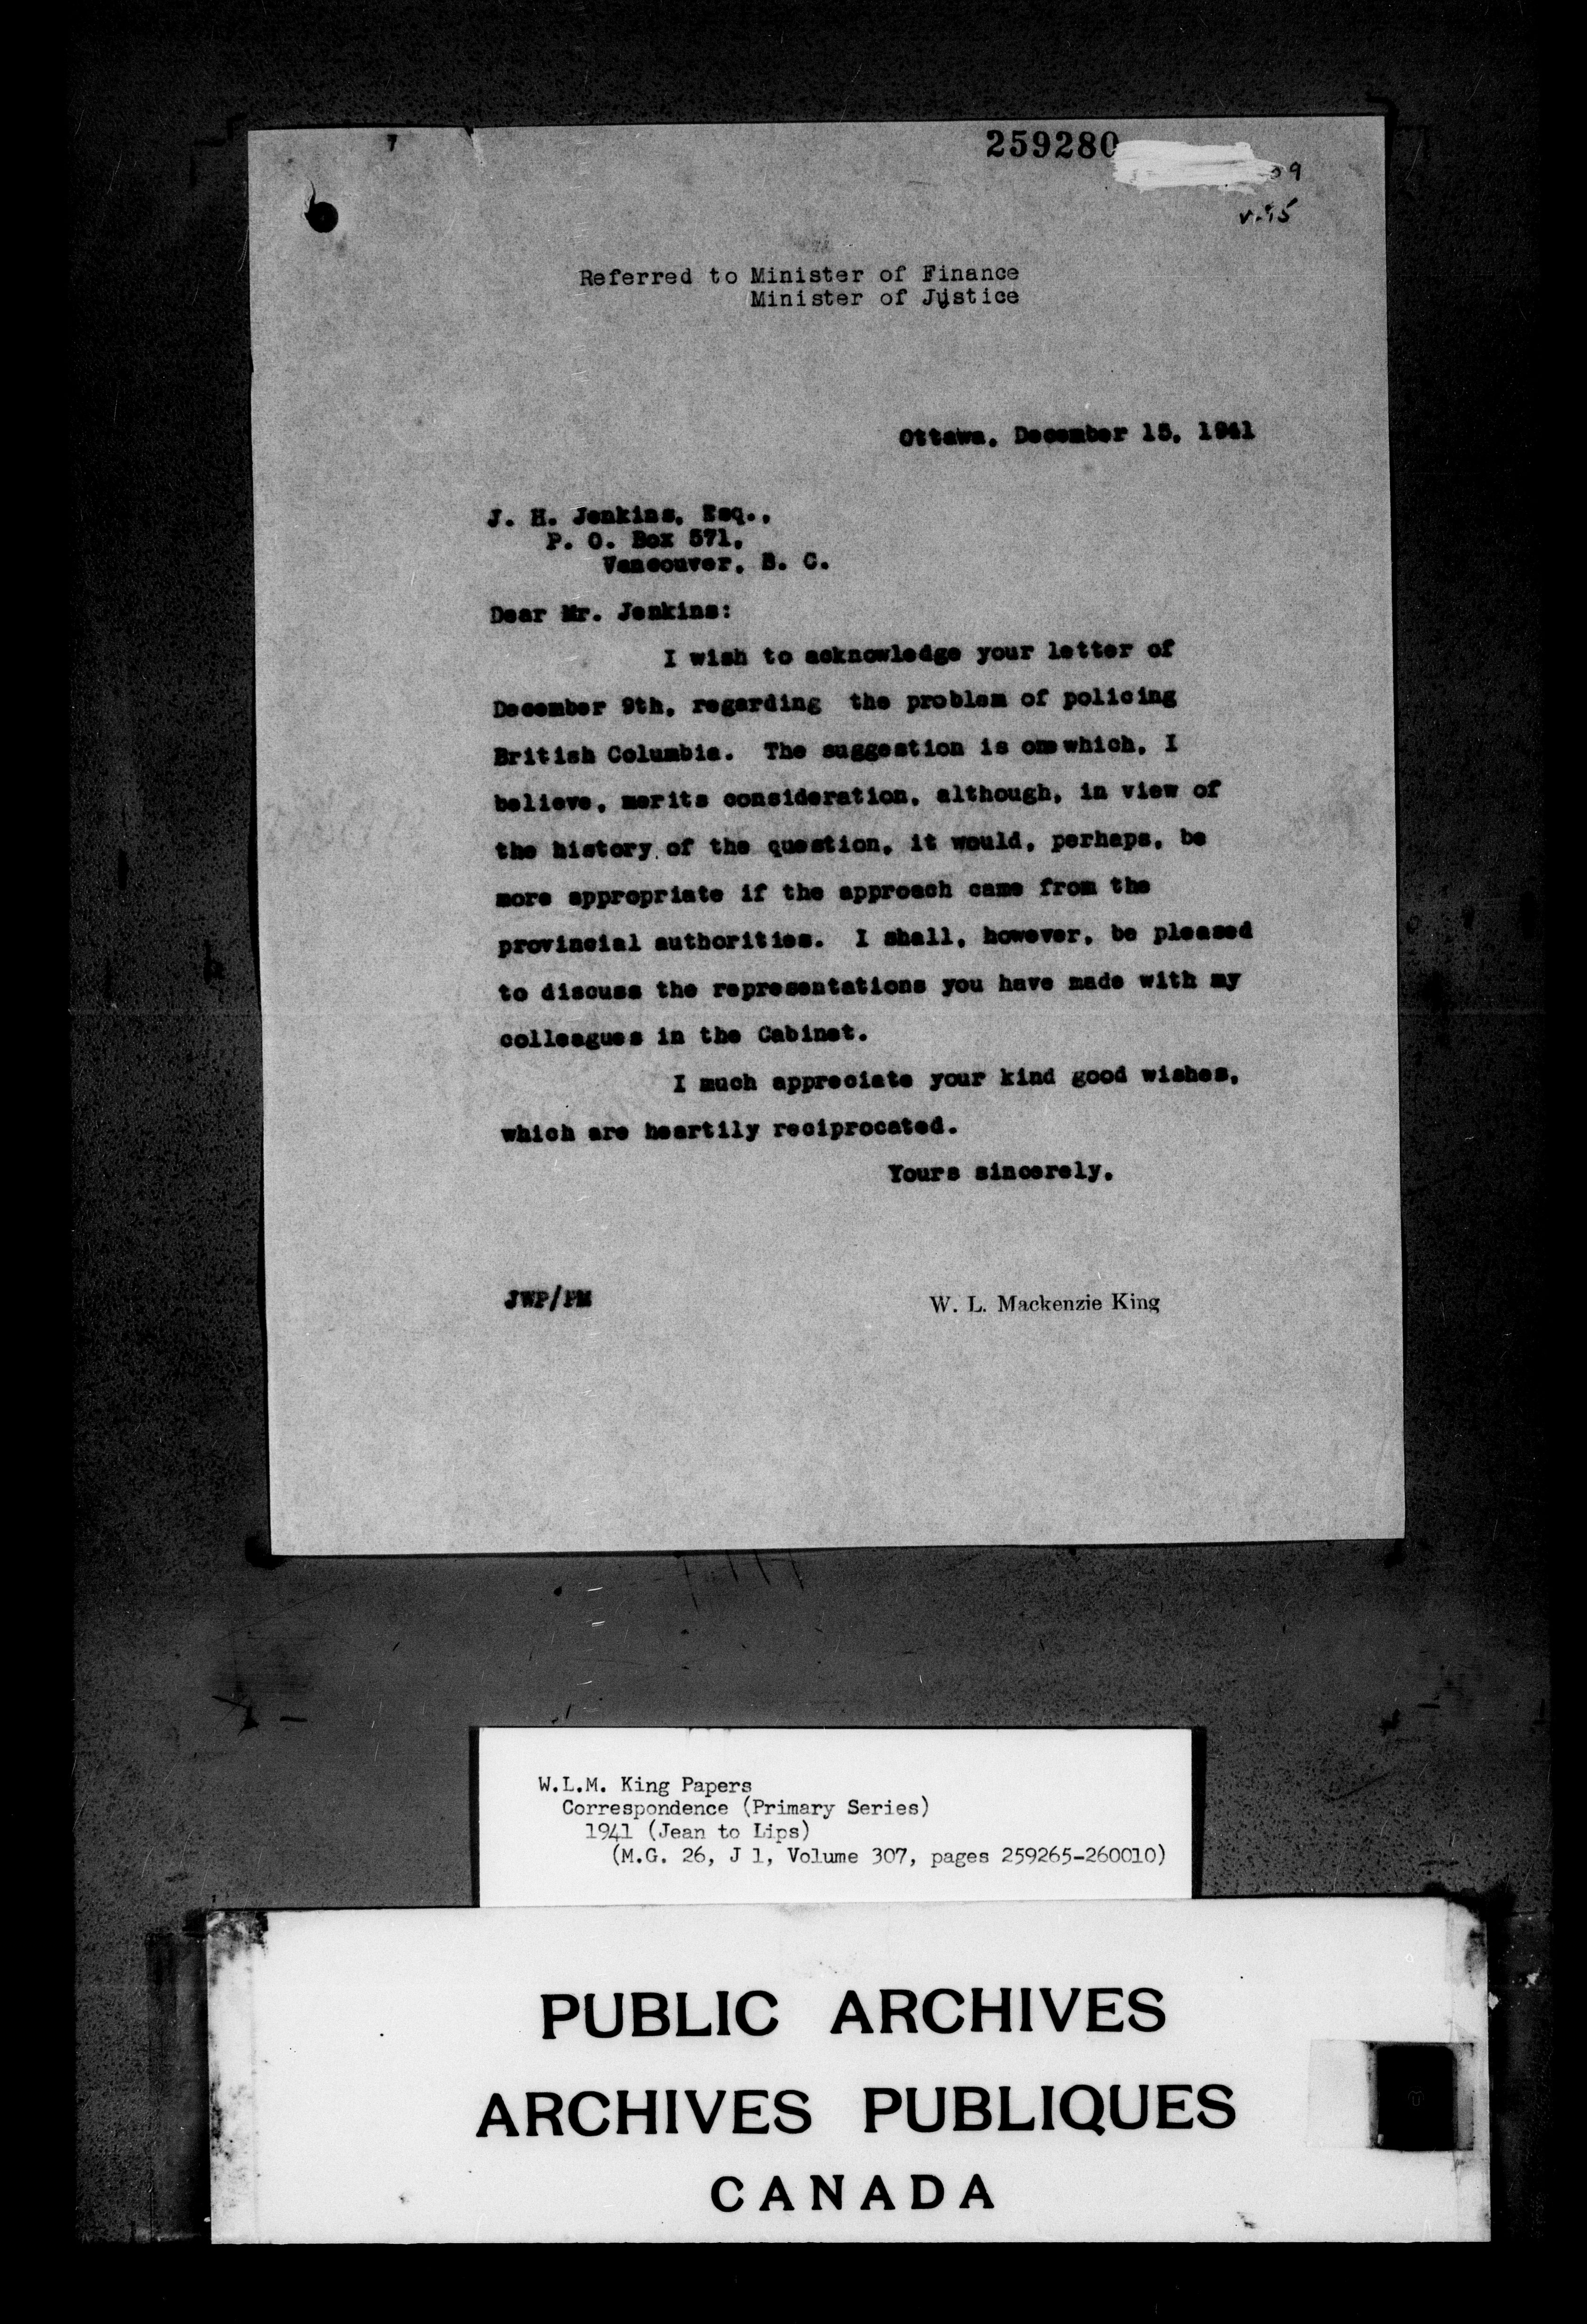 7
259280
09
Referred to Minister of Finance
Minister of Justice
Ottawa, December 15, 1941
J. H. Jenkins, Esq.,
P. O. Box 571,
Vancouver, B. C.
Dear Mr. Jenkins:
I wish to acknowledge your letter of
December 9th, regarding the problem of policing
British Columbia. The suggestion is one which, I
believe, merits consideration, although, in view of
the history of the question, it would, perhaps, be
more appropriate if the approach came from the
provincial authorities. I shall, however, be pleased
to discuss the representations you have made with my
colleagues in the Cabinet.
I much appreciate your kind good wishes,
which are heartily reciprocated.
Yours sincerely,
JWP/PM
W. L. Mackenzie King
W.L.M. King Papers
Correspondence (Primary Series)
1941 (Jean to Lips)
(M.G. 26, J 1, Volume 307, pages 259265-260010)
PUBLIC ARCHIVES
ARCHIVES PUBLIQUES
CANADA